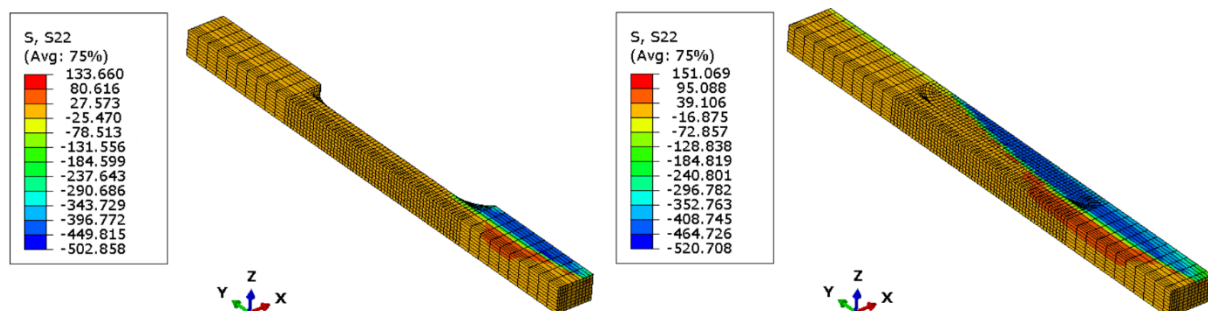 S, S22
(Avg: 75%)
133.660
80.616
27.573
-25.470
-78.513
-131.556
-184.599
-237.643
-290.686
-343.729
-396.772
-449.815
-502.858
Z
Y
X
S, S22
(Avg: 75%)
151.069
95.088
39.106
-16.875
-72.857
-128.838
-184.819
-240.801
-296.782
-352.763
-408.745
-464.726
-520.708
Z
Y
X